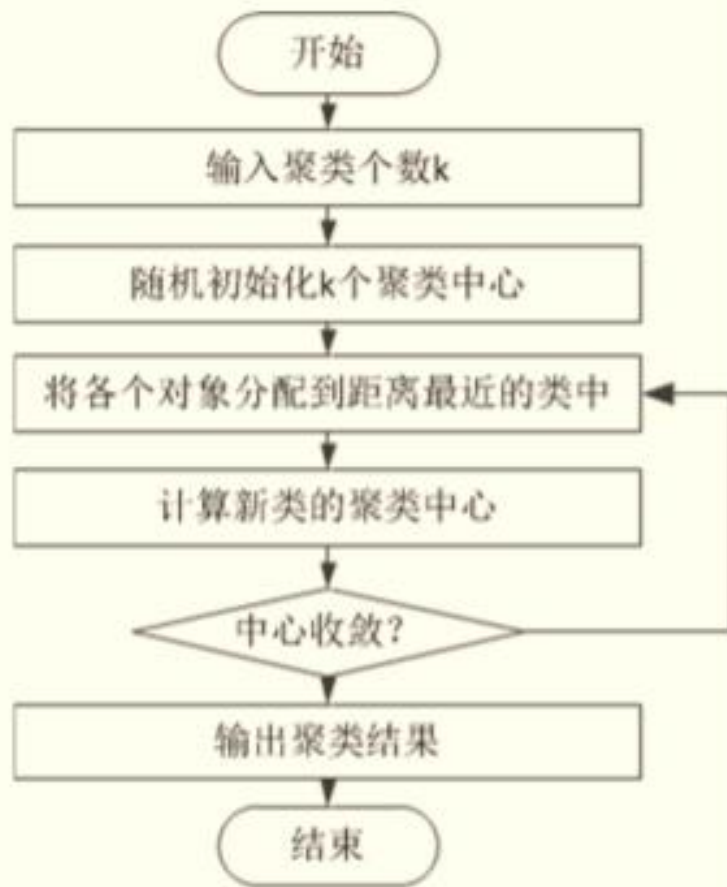 开始
输入聚类个数k
随机初始化k个聚类中心
将各个对象分配到距离最近的类中
计算新类的聚类中心
中心收敛?
输出聚类结果
结束